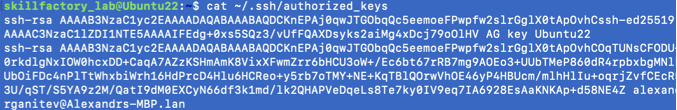 skillfactory_lab@Ubuntu22:~$ cat ~/.ssh/authorized_keys
ssh-rsa AAAAB3NzaC1yc2EAAAADAQABAAABAQDCKnEPAj0qwJTGObqQc5eemoeFPwpfw2slrGglX0tApOvhCssh-ed25519
AAAAC3NzaC1lZDI1NTE5AAAAIFEdg+0xs5SQz3/vUfFQAXDsyks2aiMg4xDcj79oOlHV AG key Ubuntu22
ssh-rsa AAAAB3NzaC1yc2EAAAADAQABAAABAQDCKnEPAj0qwJTGObqQc5eemoeFPwpfw2slrGglX0tApOvhCOqTUNsCFODU
0rkdlgNxIOW0hcxDD+CaqA7AZzKSHmAmKBVixXFwmZrr6bHCU3oW+/Ec6bt67rRB7mg9AOEo3+UUbTMeP860dR4rpbxbgMNl
UbOiFDc4nPlTtWhxbiWrh16HdPrcD4Hlu6HCReo+y5rb7oTMY+NE+KqTBlQOrwVhOE46yP4HBUcm/mlhHlIu+oqrjZvfCEcR
3U/qST/S5YA9z2M/QatI9dM0EXCyN66df3k1md/lk2QHAPVeDqeLs8Te7ky0IV9eq7IA6928EsAaKNKAp+d58NE4Z alexand
rganitev@Alexandrs-MBP.lan